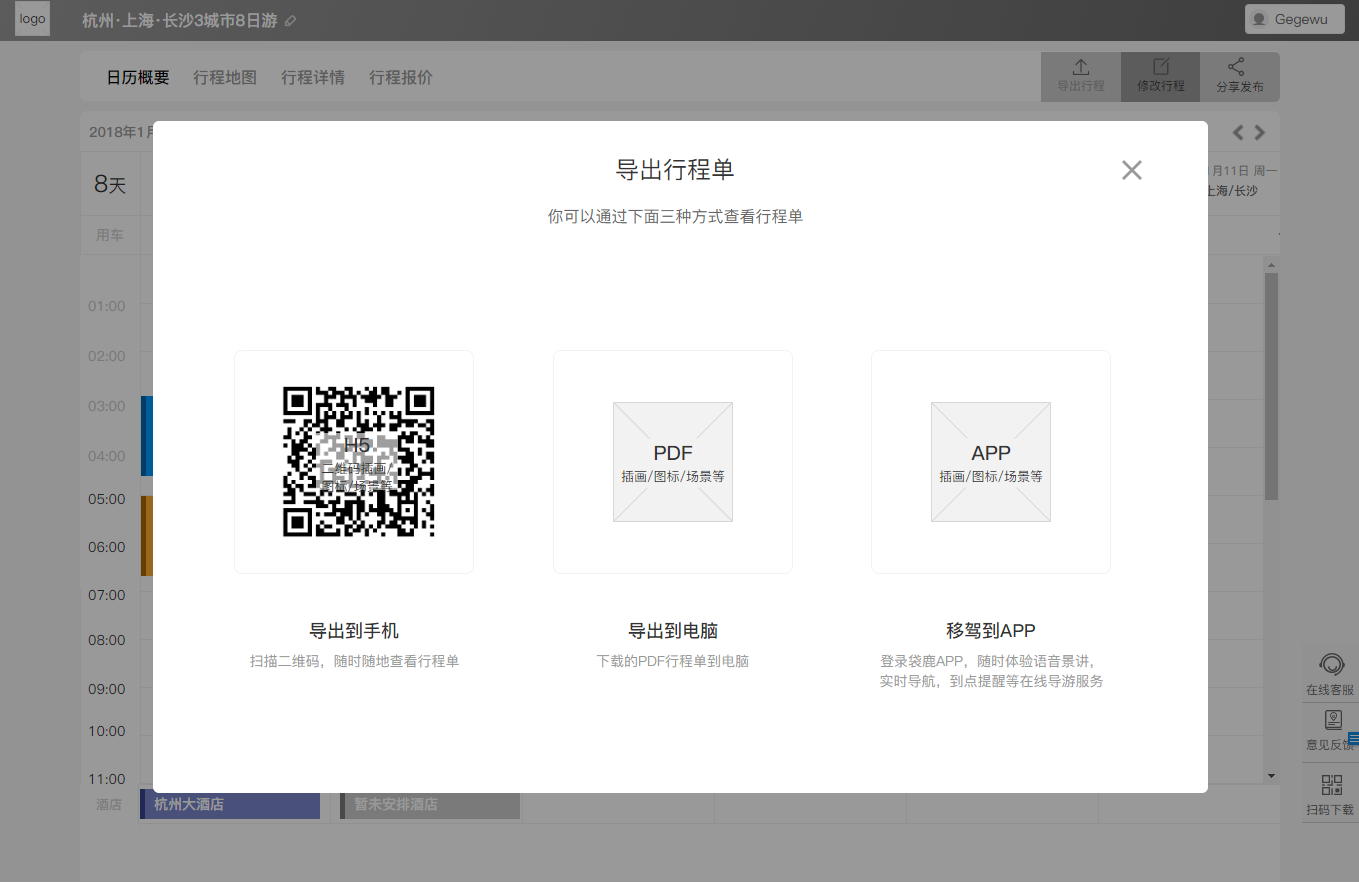 logo
杭州·上海·长沙3城市8日游
Gegewu
日历概要
行程地图
行程详情
行程报价
导出行程
修改行程
分享发布
2018年1月
8天
月11日 周一
上海/长沙
用车
导出行程单
你可以通过下面三种方式查看行程单
01:00
02:00
03:00
04:00
05:00
06:00
07:00
08:00
09:00
10:00
11:00
H5
二维码插画/
图标/场景等
PDF
插画/图标/场景等
APP
插画/图标/场景等
导出到手机
扫描二维码，随时随地查看行程单
导出到电脑
下载的PDF行程单到电脑
移驾到APP
登录袋鹿APP，随时体验语音景讲，
实时导航，到点提醒等在线导游服务
在线客服
意见反馈
扫码下载
酒店
杭州大酒店
暂未安排酒店